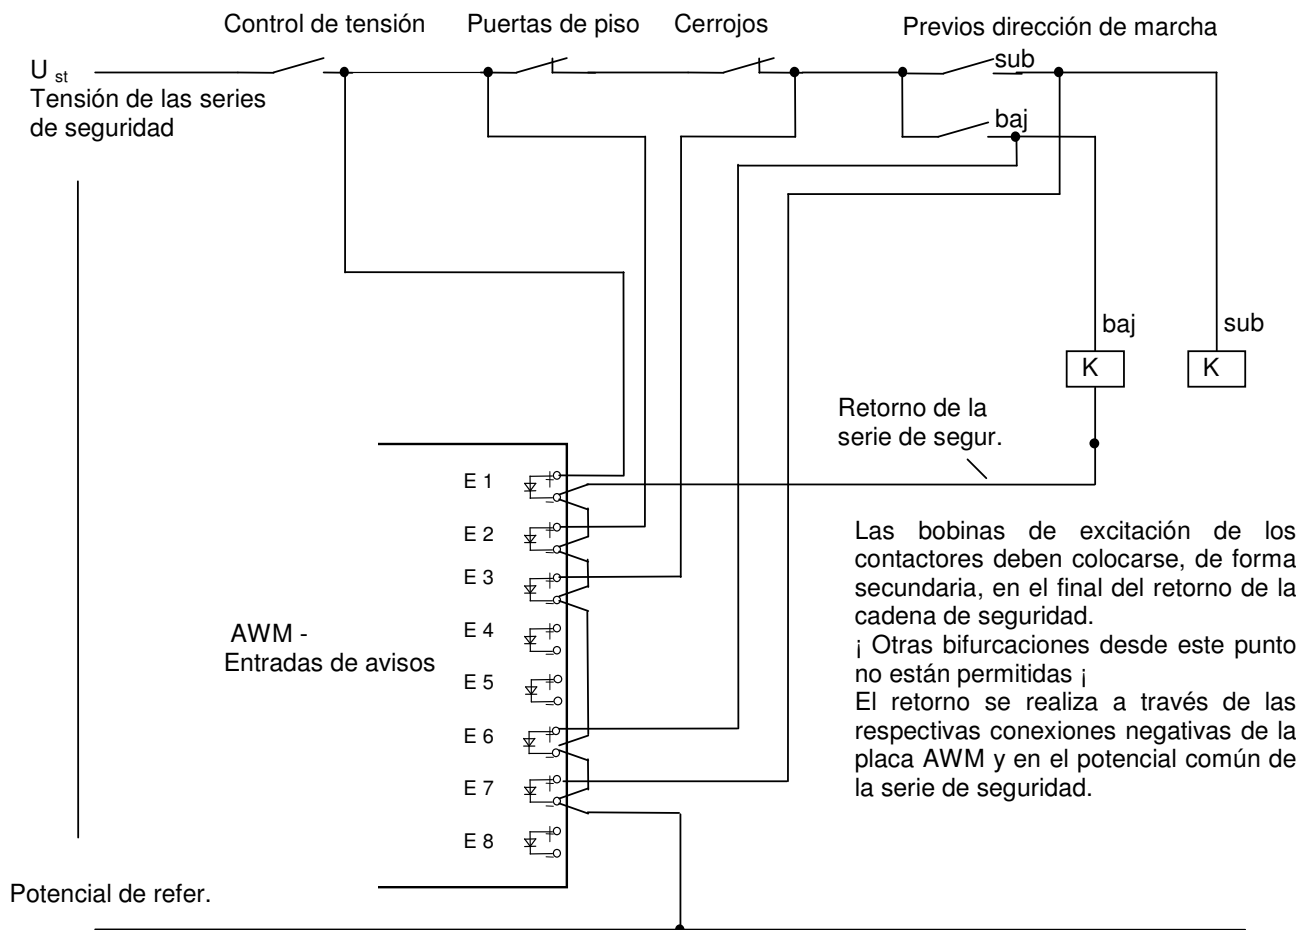 Control de tensión
Puertas de piso
Cerrojos
Previos dirección de marcha
U st
Tensión de las series
de seguridad
sub
baj
baj
sub
K
K
Retorno de la
serie de segur.
E 1
E 2
E 3
E 4
E 5
E 6
E 7
E 8
AWM -
Entradas de avisos
Las bobinas de excitación de los
contactores deben colocarse, de forma
secundaria, en el final del retorno de la
cadena de seguridad.
¡ Otras bifurcaciones desde este punto
no están permitidas ¡
El retorno se realiza a través de las
respectivas conexiones negativas de la
placa AWM y en el potencial común de
la serie de seguridad.
Potencial de refer.